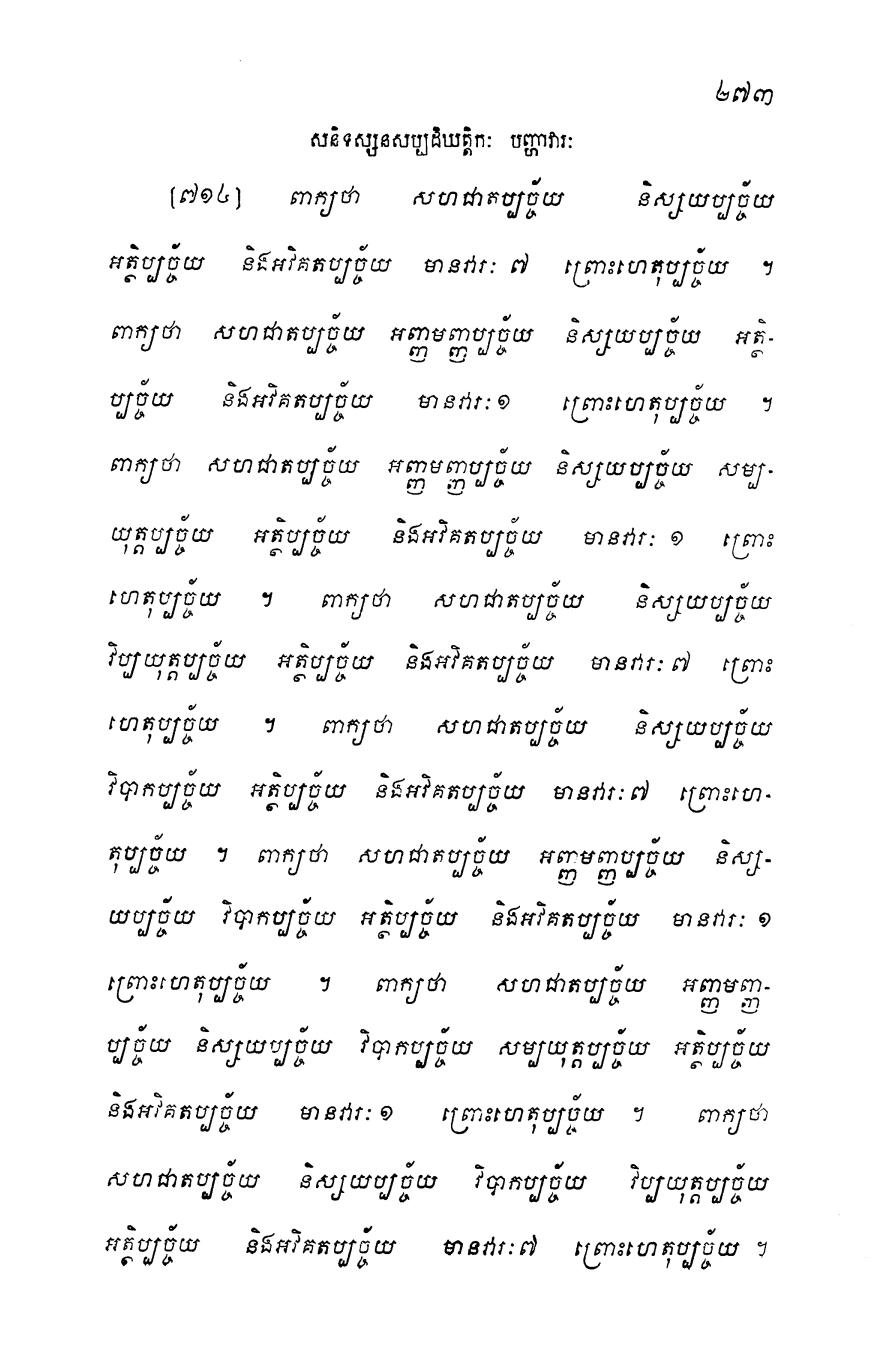 ២៧៣
សនិទស្សនសប្បដិឃត្តិកៈ បញ្ហាវារៈ
[៧១៤] ពាក្យថា សហជាតប្បច្ច័យ និស្សយប្បច្ច័យ
អត្ថិប្បច្ច័យ និងអវិគតប្បច្ច័យ មានវារៈ ៧ ព្រោះហេតុប្បច្ច័យ ។
ពាក្យថា សហជាតប្បច្ច័យ អញ្ញមញ្ញប្បច្ច័យ និស្សយប្បច្ច័យ អត្ថិ-
ប្បច្ច័យ និងអវិគតប្បច្ច័យ មានវារៈ ១ ព្រោះហេតុប្បច្ច័យ ។
ពាក្យថា សហជាតប្បច្ច័យ អញ្ញមញ្ញប្បច្ច័យ និស្សយប្បច្ច័យ សម្ប-
យុត្តប្បច្ច័យ អត្ថិប្បច្ច័យ និងអវិគតប្បច្ច័យ មានវារៈ ១ ព្រោះ
ហេតុប្បច្ច័យ ។ ពាក្យថា សហជាតប្បច្ច័យ និស្សយប្បច្ច័យ
វិប្បយុត្តប្បច្ច័យ អត្ថិប្បច្ច័យ និងអវិគតប្បច្ច័យ មានវារៈ ៧ ព្រោះ
ហេតុប្បច្ច័យ ។ ពាក្យថា សហជាតប្បច្ច័យ និស្សយប្បច្ច័យ
វិបាកប្បច្ច័យ អត្ថិប្បច្ច័យ និងអវិគតប្បច្ច័យ មានវារៈ ៧ ព្រោះហេ-
តុប្បច្ច័យ ។ ពាក្យថា សហជាតប្បច្ច័យ អញ្ញមញ្ញប្បច្ច័យ និស្ស-
យប្បច្ច័យ វិបាកប្បច្ច័យ អត្ថិប្បច្ច័យ និងអវិគតប្បច្ច័យ មានវារៈ ១
ព្រោះហេតុប្បច្ច័យ ។ ពាក្យថា សហជាតប្បច្ច័យ អញ្ញមញ្ញ-
ប្បច្ច័យ និស្សយប្បច្ច័យ វិបាកប្បច្ច័យ សម្បយុត្តប្បច្ច័យ អត្ថិប្បច្ច័យ
និងអវិគតប្បច្ច័យ មានវារៈ ១ ព្រោះហេតុប្បច្ច័យ ។ ពាក្យថា
សហជាតប្បច្ច័យ និស្សយប្បច្ច័យ វិបាកប្បច្ច័យ វិប្បយុត្តប្បច្ច័យ
អត្ថិប្បច្ច័យ និងអវិគតប្បច្ច័យ មានវារៈ ៧ ព្រោះហេតុប្បច្ច័យ ។